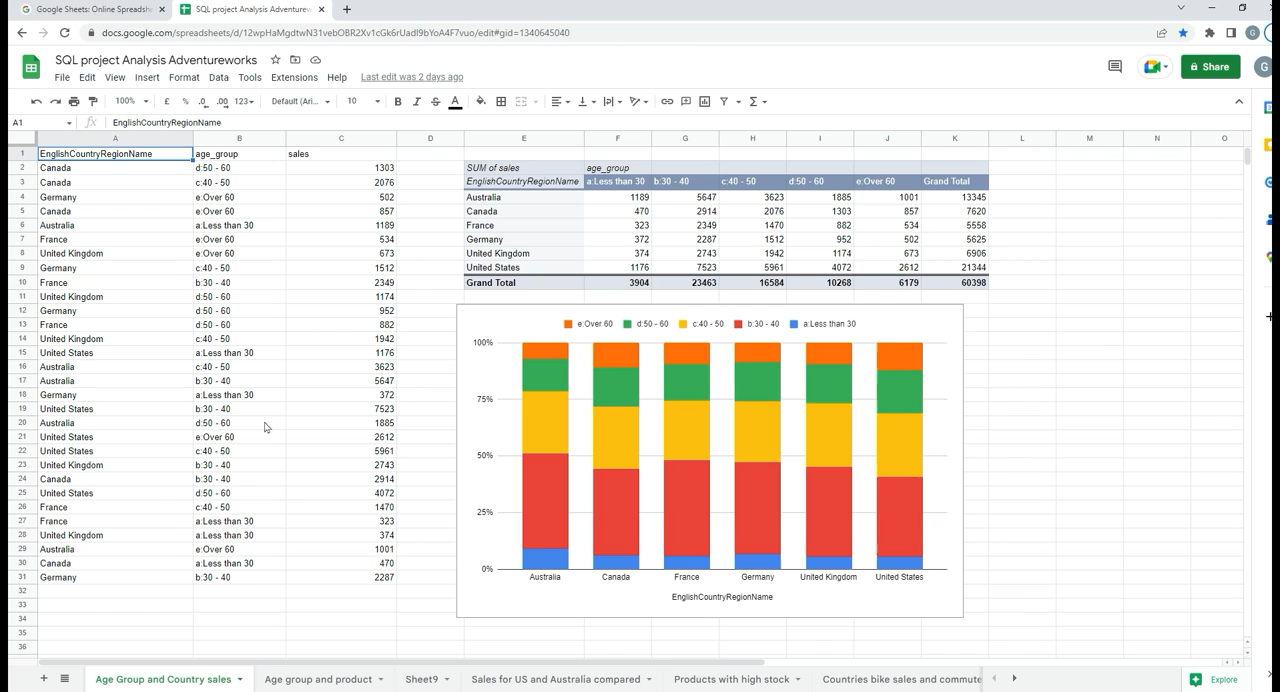 Google Sheets: Online Spreadshe
SQL project Analysis Adventurew
docs.google.com/spreadsheets/d/12wpHaMgdtwN31vebOBR2Xv1cGk6rUadI9bYoA4F7vuo/edit#gid=1340645040
SQL project Analysis Adventureworks
File Edit View Insert Format Data Tools Extensions Help Last edit was 2 days ago
Share
100% £ % .0 .00 123 Default (Ari... 10 B I S A
A1 fx EnglishCountryRegionName
A B C D E F G H I J K L M N O
1 EnglishCountryRegionName age_group sales
2 Canada d:50 - 60 1303 SUM of sales age_group
3 Canada c:40 - 50 2076 EnglishCountryRegionName a:Less than 30 b:30 - 40 c:40 - 50 d:50 - 60 e:Over 60 Grand Total
4 Germany e:Over 60 502 Australia 1189 5647 3623 1885 1001 13345
5 Canada e:Over 60 857 Canada 470 2914 2076 1303 857 7620
6 Australia a:Less than 30 1189 France 323 2349 1470 882 534 5558
7 France e:Over 60 534 Germany 372 2287 1512 952 502 5625
8 United Kingdom e:Over 60 673 United Kingdom 374 2743 1942 1174 673 6906
9 Germany c:40 - 50 1512 United States 1176 7523 5961 4072 2612 21344
10 France b:30 - 40 2349 Grand Total 3904 23463 16584 10268 6179 60398
11 United Kingdom d:50 - 60 1174
12 Germany d:50 - 60 952
13 France d:50 - 60 882
14 United Kingdom c:40 - 50 1942
15 United States a:Less than 30 1176
16 Australia c:40 - 50 3623
17 Australia b:30 - 40 5647
18 Germany a:Less than 30 372
19 United States b:30 - 40 7523
20 Australia d:50 - 60 1885
21 United States e:Over 60 2612
22 United States c:40 - 50 5961
23 United Kingdom b:30 - 40 2743
24 Canada b:30 - 40 2914
25 United States d:50 - 60 4072
26 France c:40 - 50 1470
27 France a:Less than 30 323
28 United Kingdom a:Less than 30 374
29 Australia e:Over 60 1001
30 Canada a:Less than 30 470
31 Germany b:30 - 40 2287
32
33
34
35
36
e:Over 60 d:50 - 60 c:40 - 50 b:30 - 40 a:Less than 30
100%
75%
50%
25%
0%
Australia Canada France Germany United Kingdom United States
EnglishCountryRegionName
Age Group and Country sales Age group and product Sheet9 Sales for US and Australia compared Products with high stock Countries bike sales and commute
Explore